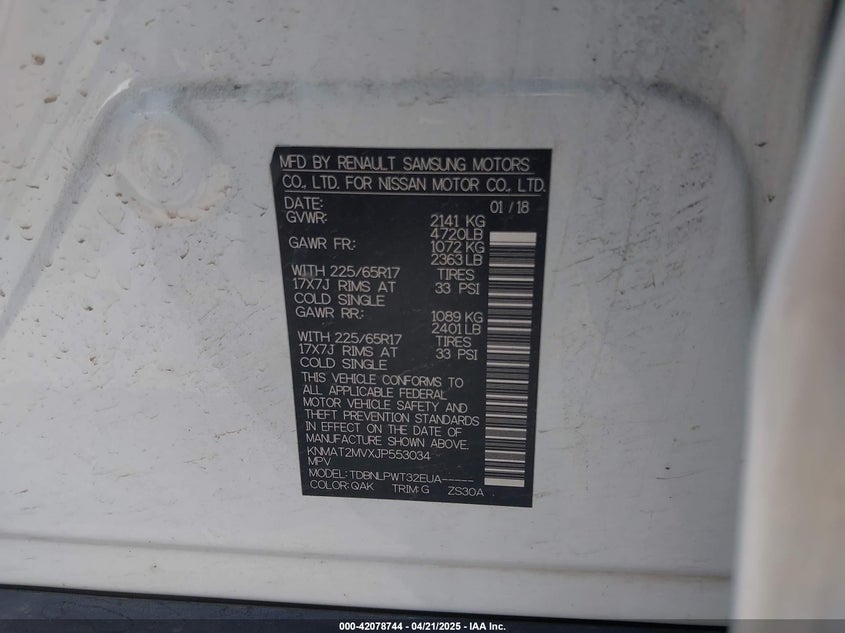 MFD BY RENAULT SAMSUNG MOTORS
CO., LTD. FOR NISSAN MOTOR CO., LTD.
DATE: 01 / 18
GVWR: 2141 KG
4720LB
GAWR FR: 1072 KG
2363 LB
WITH 225/65R17 TIRES
17X7J RIMS AT 33 PSI
COLD SINGLE
GAWR RR: 1089 KG
2401 LB
WITH 225/65R17 TIRES
17X7J RIMS AT 33 PSI
COLD SINGLE
THIS VEHICLE CONFORMS TO
ALL APPLICABLE FEDERAL
MOTOR VEHICLE SAFETY AND
THEFT PREVENTION STANDARDS
IN EFFECT ON THE DATE OF
MANUFACTURE SHOWN ABOVE.
KNMAT2MVXJP553034
MPV
MODEL: TDBNLPWT32EUA-----
COLOR: QAK TRIM: G ZS30A
000-42078744 - 04/21/2025 - IAA Inc.